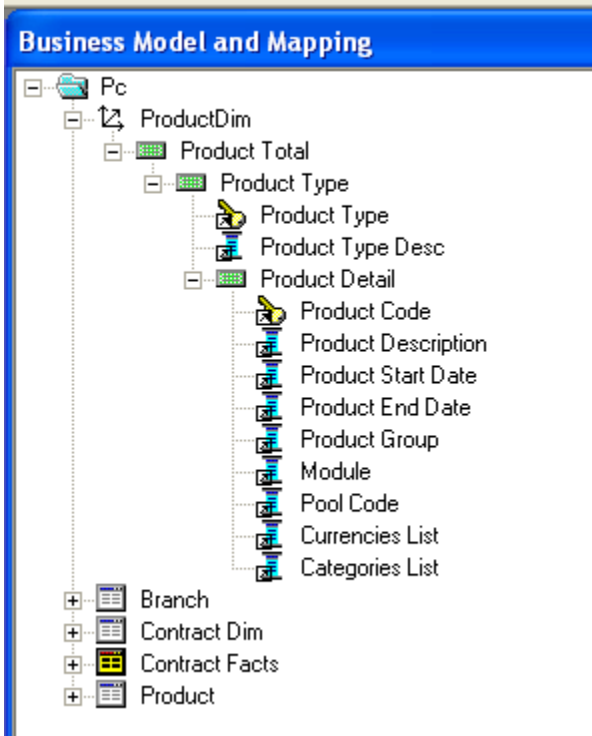 Business Model and Mapping
Pc
ProductDim
Product Total
Product Type
Product Type
Product Type Desc
Product Detail
Product Code
Product Description
Product Start Date
Product End Date
Product Group
Module
Pool Code
Currencies List
Categories List
Branch
Contract Dim
Contract Facts
Product